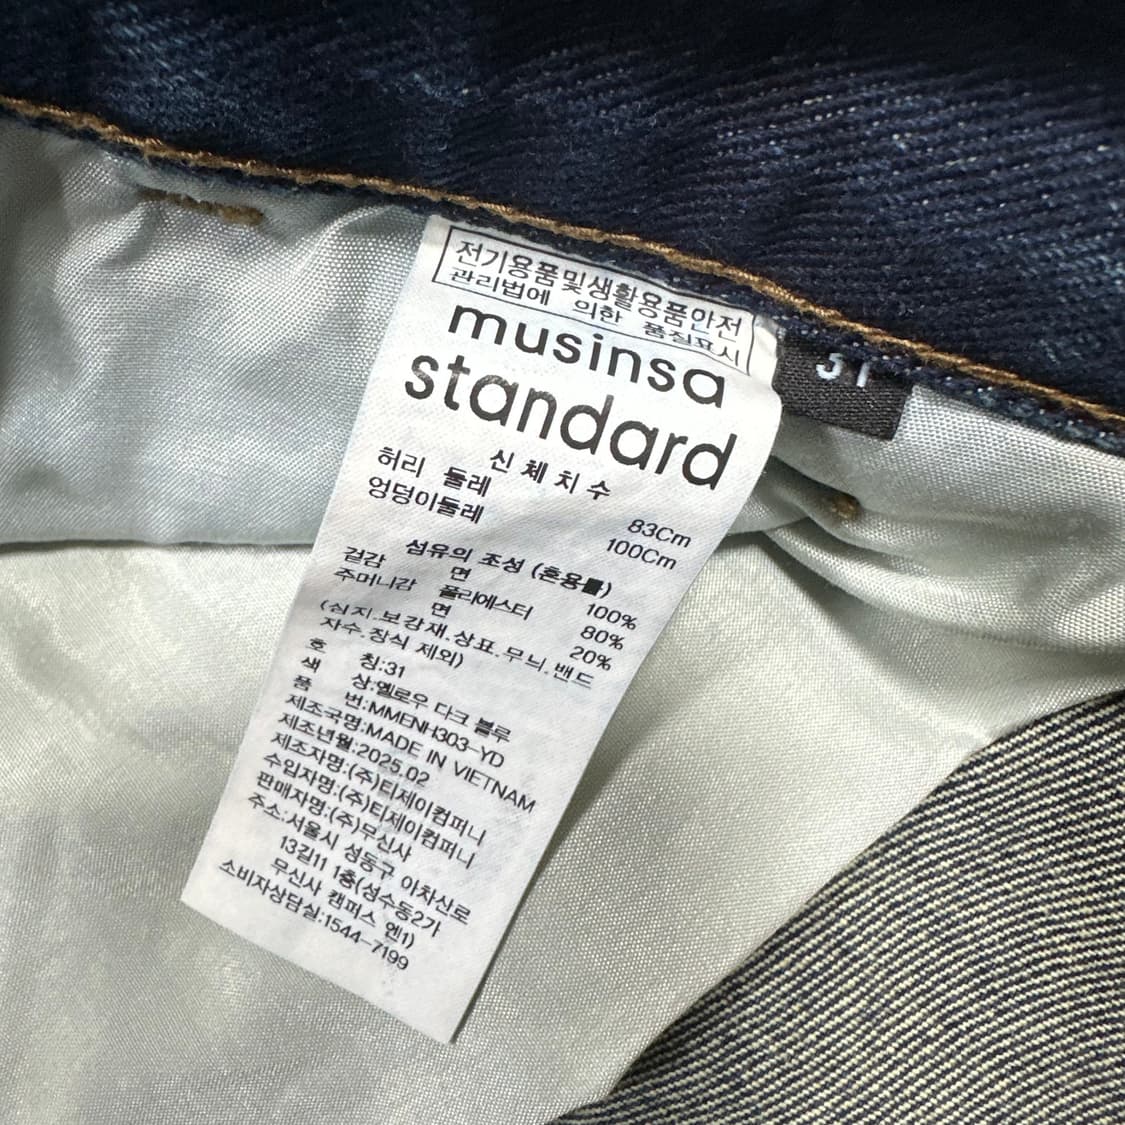 전기용품및생활용품안전
관리법에 의한 품질표시
musinsa
standard
31
신체치수
허리 둘레 83Cm
엉덩이둘레 100Cm
섬유의 조성 (혼용률)
겉감 면 100%
주머니감 폴리에스터 80%
면 20%
(심지.보강재.상표.무늬.밴드
자수.장식 제외)
호 칭:31
색 상:옐로우 다크 블루
품 번:MMENH303-YD
제조국명:MADE IN VIETNAM
제조년월:2025.02
제조자명:(주)티제이컴퍼니
수입자명:(주)티제이컴퍼니
판매자명:(주)무신사
주소:서울시 성동구 아차산로
13길11 1층(성수동2가
무신사 캠퍼스 엔1)
소비자상담실:1544-7199